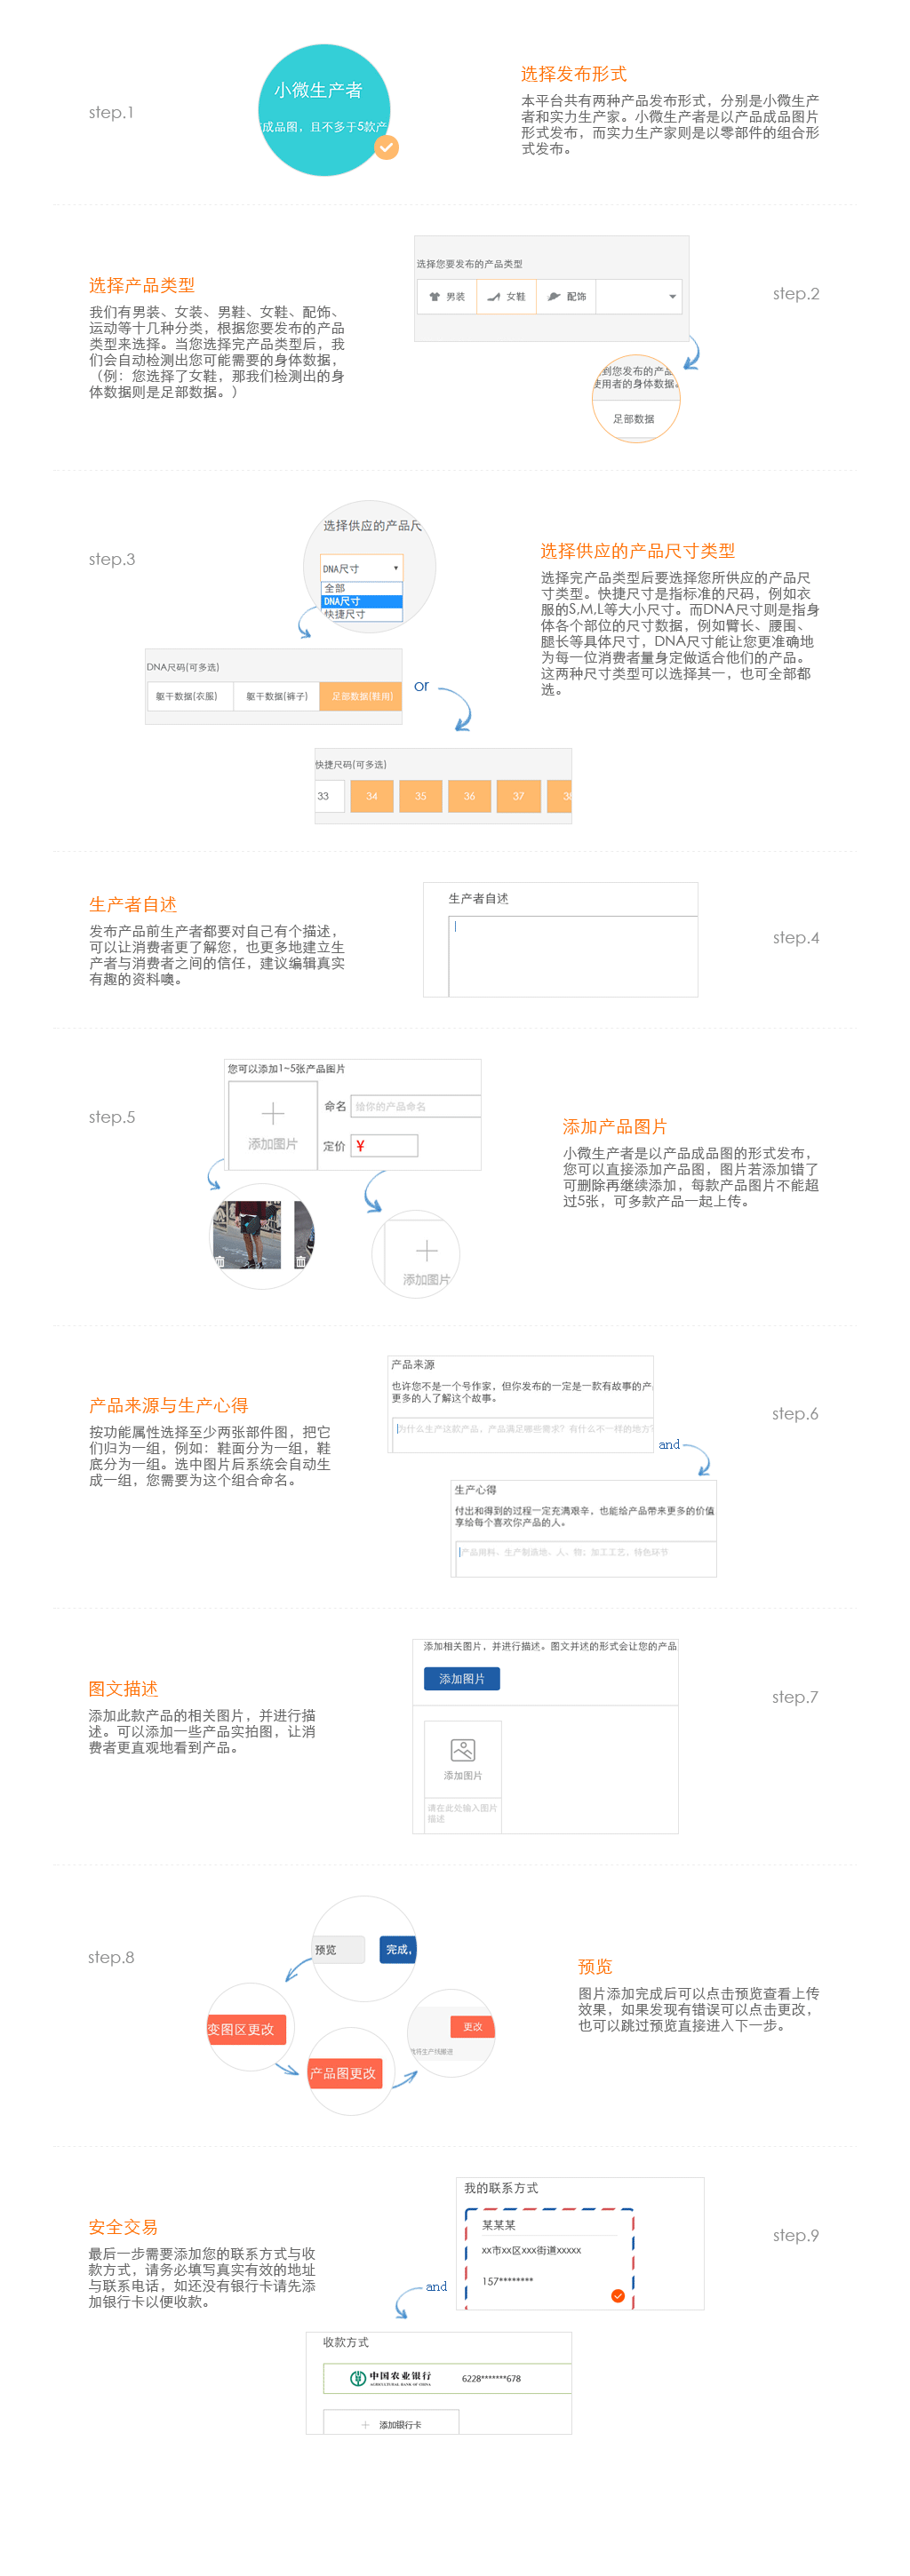 step.1
小微生产者
成品图，且不多于5款产
选择发布形式
本平台共有两种产品发布形式，分别是小微生产
者和实力生产家。小微生产者是以产品成品图片
形式发布，而实力生产家则是以零部件的组合形
式发布。
选择产品类型
我们有男装、女装、男鞋、女鞋、配饰、
运动等十几种分类，根据您要发布的产品
类型来选择。当您选择完产品类型后，我
们会自动检测出您可能需要的身体数据，
（例：您选择了女鞋，那我们检测出的身
体数据则是足部数据。）
选择您要发布的产品类型
男装
女鞋
配饰
到您发布的产品
使用者的身体数据。
足部数据
step.2
step.3
选择供应的产品尺
DNA尺寸
全部
DNA尺寸
快捷尺寸
DNA尺码(可多选)
躯干数据(衣服)
躯干数据(裤子)
足部数据(鞋用)
or
快捷尺码(可多选)
33
34
35
36
37
38
选择供应的产品尺寸类型
选择完产品类型后要选择您所供应的产品尺
寸类型。快捷尺寸是指标准的尺码，例如衣
服的S,M,L等大小尺寸。而DNA尺寸则是指身
体各个部位的尺寸数据，例如臂长、腰围、
腿长等具体尺寸，DNA尺寸能让您更准确地
为每一位消费者量身定做适合他们的产品。
这两种尺寸类型可以选择其一，也可全部都
选。
生产者自述
发布产品前生产者都要对自己有个描述，
可以让消费者更了解您，也更多地建立生
产者与消费者之间的信任，建议编辑真实
有趣的资料噢。
生产者自述
step.4
step.5
您可以添加1~5张产品图片
添加图片
命名
给你的产品命名
定价
¥
添加图片
添加产品图片
小微生产者是以产品成品图的形式发布，
您可以直接添加产品图，图片若添加错了
可删除再继续添加，每款产品图片不能超
过5张，可多款产品一起上传。
产品来源与生产心得
按功能属性选择至少两张部件图，把它
们归为一组，例如：鞋面分为一组，鞋
底分为一组。选中图片后系统会自动生
成一组，您需要为这个组合命名。
产品来源
也许您不是一个号作家，但你发布的一定是一款有故事的产品
更多的人了解这个故事。
为什么生产这款产品，产品满足哪些需求？有什么不一样的地方？
and
生产心得
付出和得到的过程一定充满艰辛，也能给产品带来更多的价值
享给每个喜欢你产品的人。
产品用料、生产制造地、人、物；加工工艺，特色环节
step.6
图文描述
添加此款产品的相关图片，并进行描
述。可以添加一些产品实拍图，让消
费者更直观地看到产品。
添加相关图片，并进行描述。图文并述的形式会让您的产品
添加图片
添加图片
请在此处输入图片
描述
step.7
step.8
预览
完成，
变图区更改
产品图更改
更改
预览
图片添加完成后可以点击预览查看上传
效果，如果发现有错误可以点击更改，
也可以跳过预览直接进入下一步。
安全交易
最后一步需要添加您的联系方式与收
款方式，请务必填写真实有效的地址
与联系电话，如还没有银行卡请先添
加银行卡以便收款。
我的联系方式
某某某
xx市xx区xxx街道xxxxx
157********
and
收款方式
中国农业银行
AGRICULTURAL BANK OF CHINA
6228*******678
添加银行卡
step.9